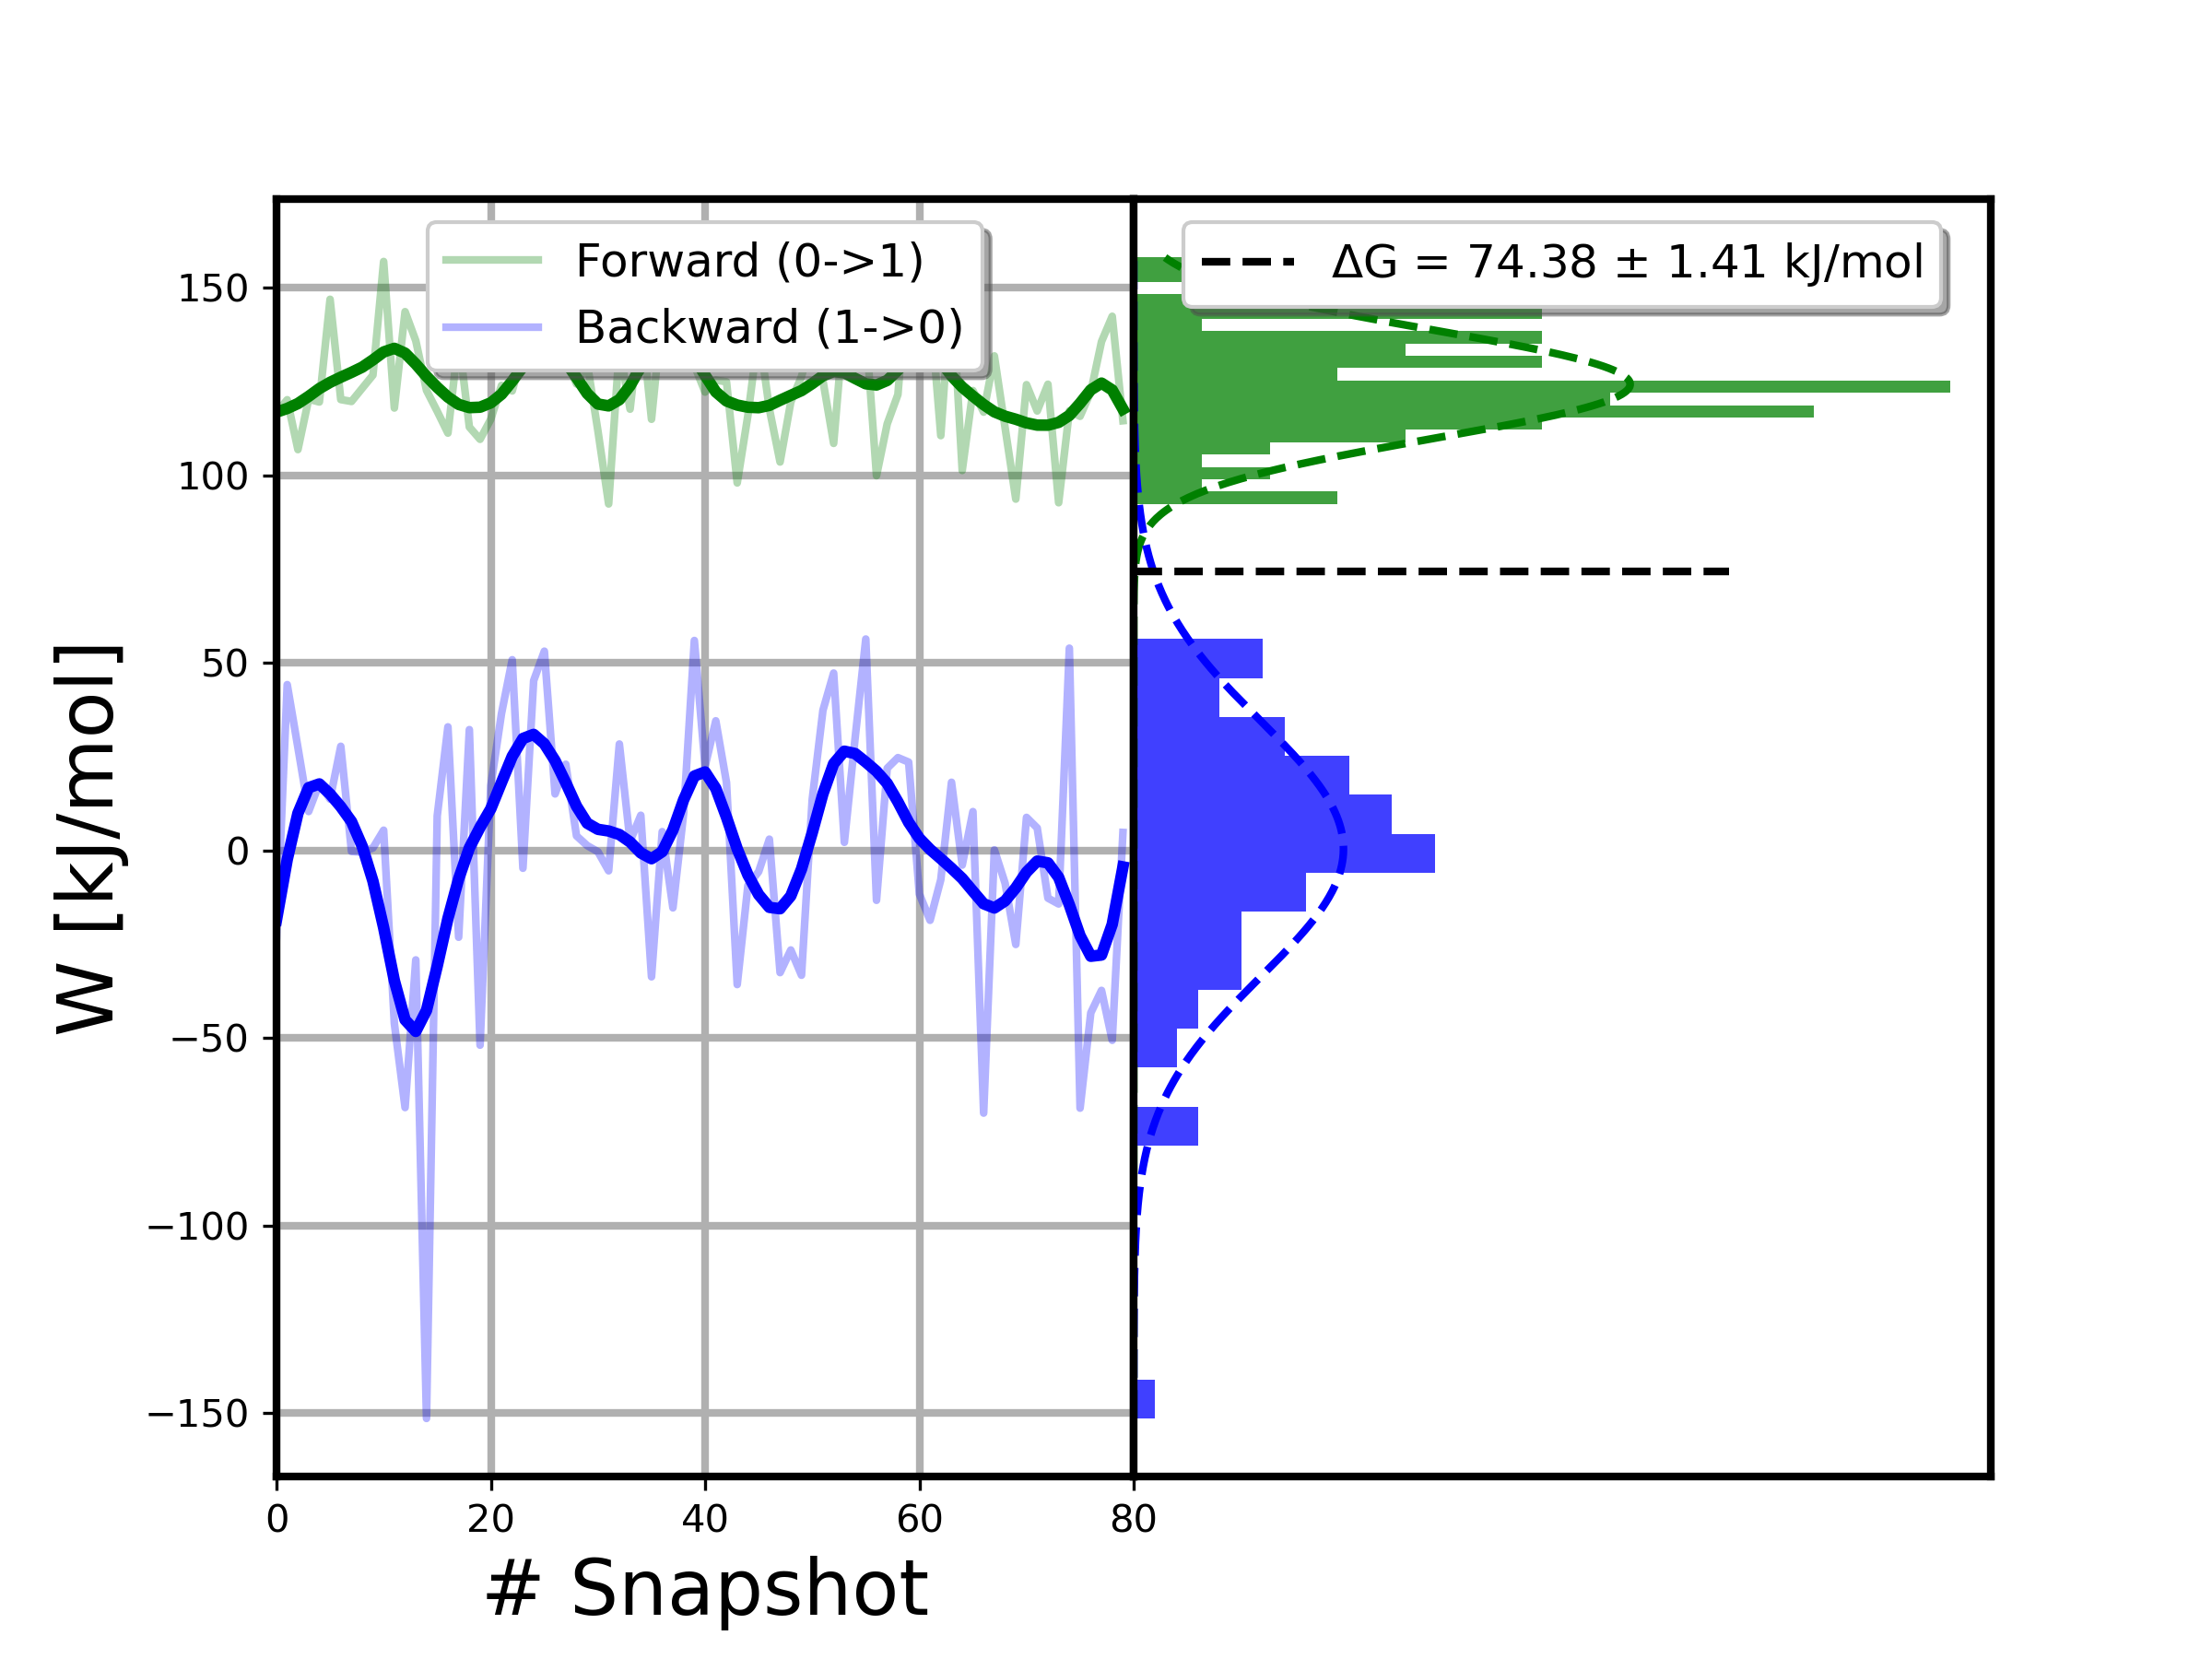 Forward (0->1)
Backward (1->0)
ΔG = 74.38 ± 1.41 kJ/mol
150
100
50
0
−50
−100
−150
W [kJ/mol]
0 20 40 60 80
# Snapshot